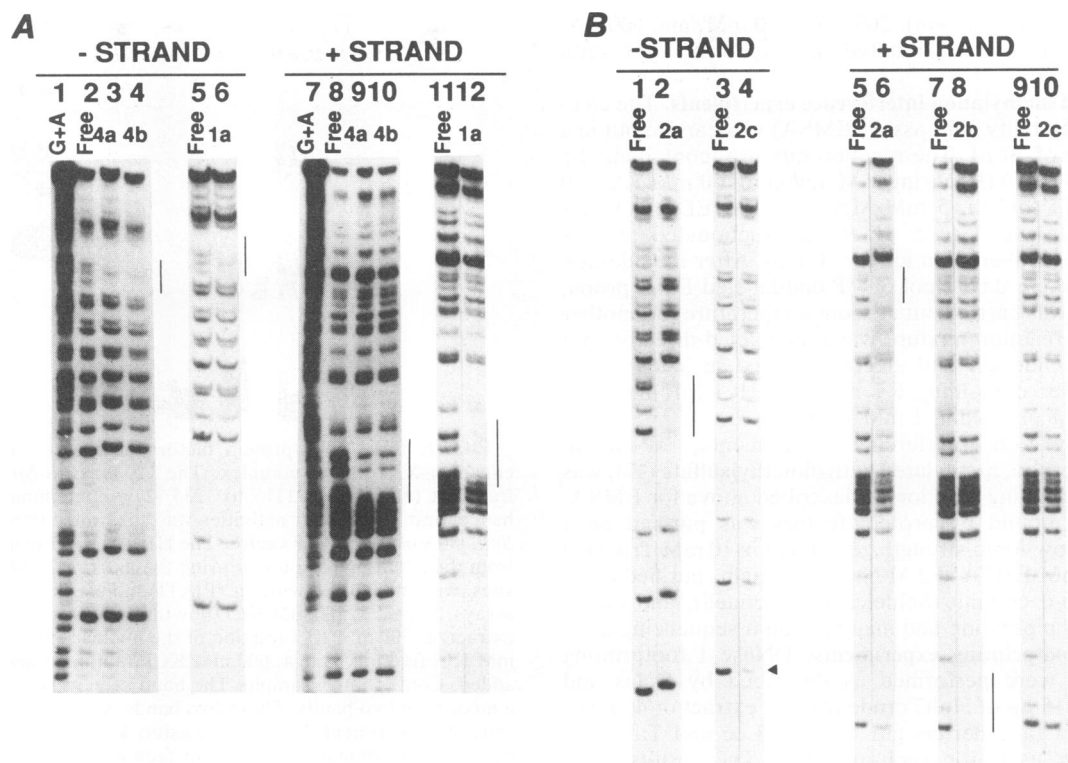 A
B
- STRAND
+ STRAND
-STRAND
+ STRAND
1 2 3 4 5 6
7 8 9 10 11 12
1 2 3 4
5 6 7 8 9 10
G+A Free 4a 4b Free 1a
G+A Free 4a 4b Free 1a
Free 2a Free 2c
Free 2a Free 2b Free 2c